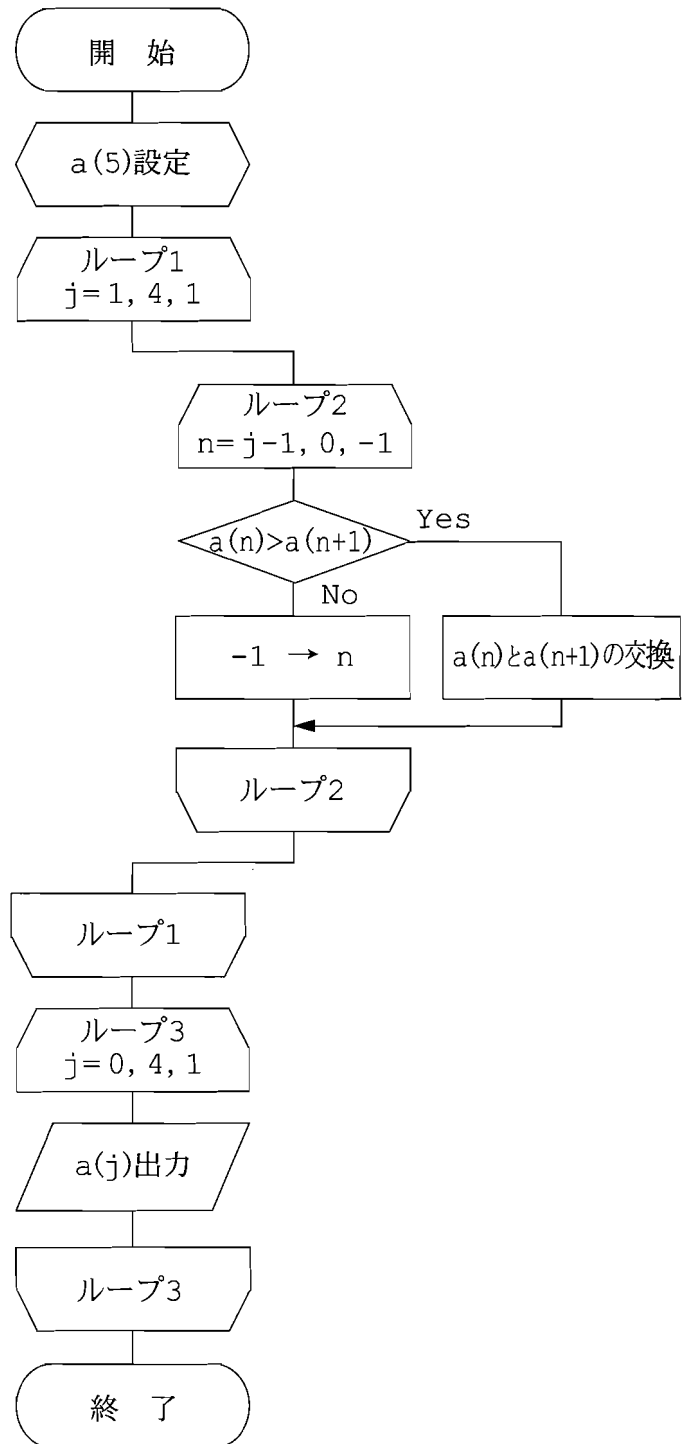 開　始
a(5)設定
ループ1
j=1, 4, 1
ループ2
n=j-1, 0, -1
a(n)>a(n+1)
Yes
No
-1 → n
a(n)とa(n+1)の交換
ループ2
ループ1
ループ3
j=0, 4, 1
a(j)出力
ループ3
終　了